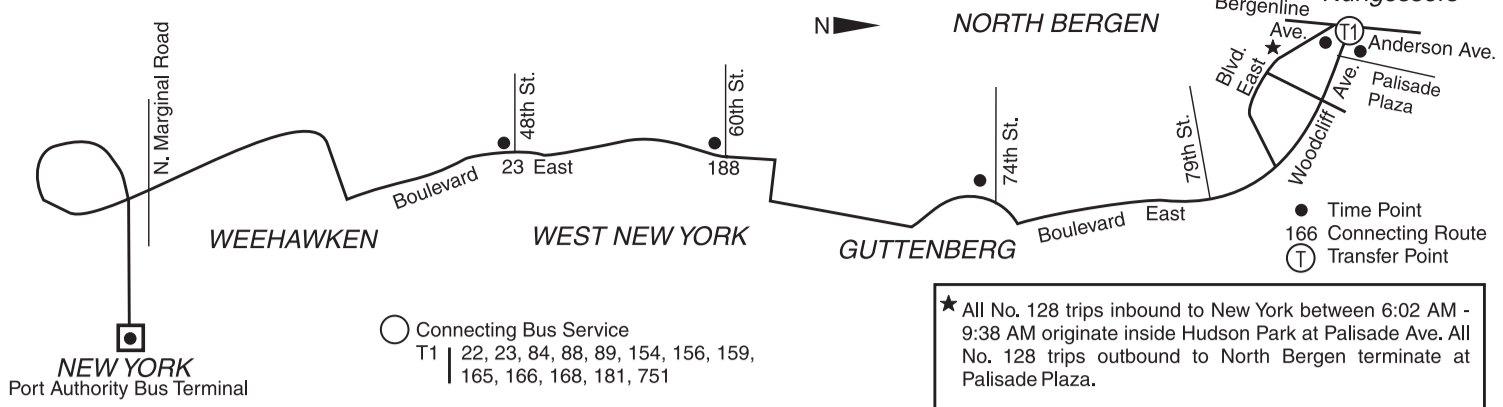 Nungessers
Bergenline
Ave.
T1
Anderson Ave.
N
NORTH BERGEN
Blvd.
East
Palisade
Plaza
Ave.
Woodcliff
N. Marginal Road
48th St.
60th St.
74th St.
79th St.
23 East
188
Boulevard
Boulevard
East
WEEHAWKEN
WEST NEW YORK
GUTTENBERG
Time Point
166 Connecting Route
T Transfer Point
NEW YORK
Port Authority Bus Terminal
Connecting Bus Service
T1 22, 23, 84, 88, 89, 154, 156, 159,
165, 166, 168, 181, 751
★ All No. 128 trips inbound to New York between 6:02 AM -
9:38 AM originate inside Hudson Park at Palisade Ave. All
No. 128 trips outbound to North Bergen terminate at
Palisade Plaza.